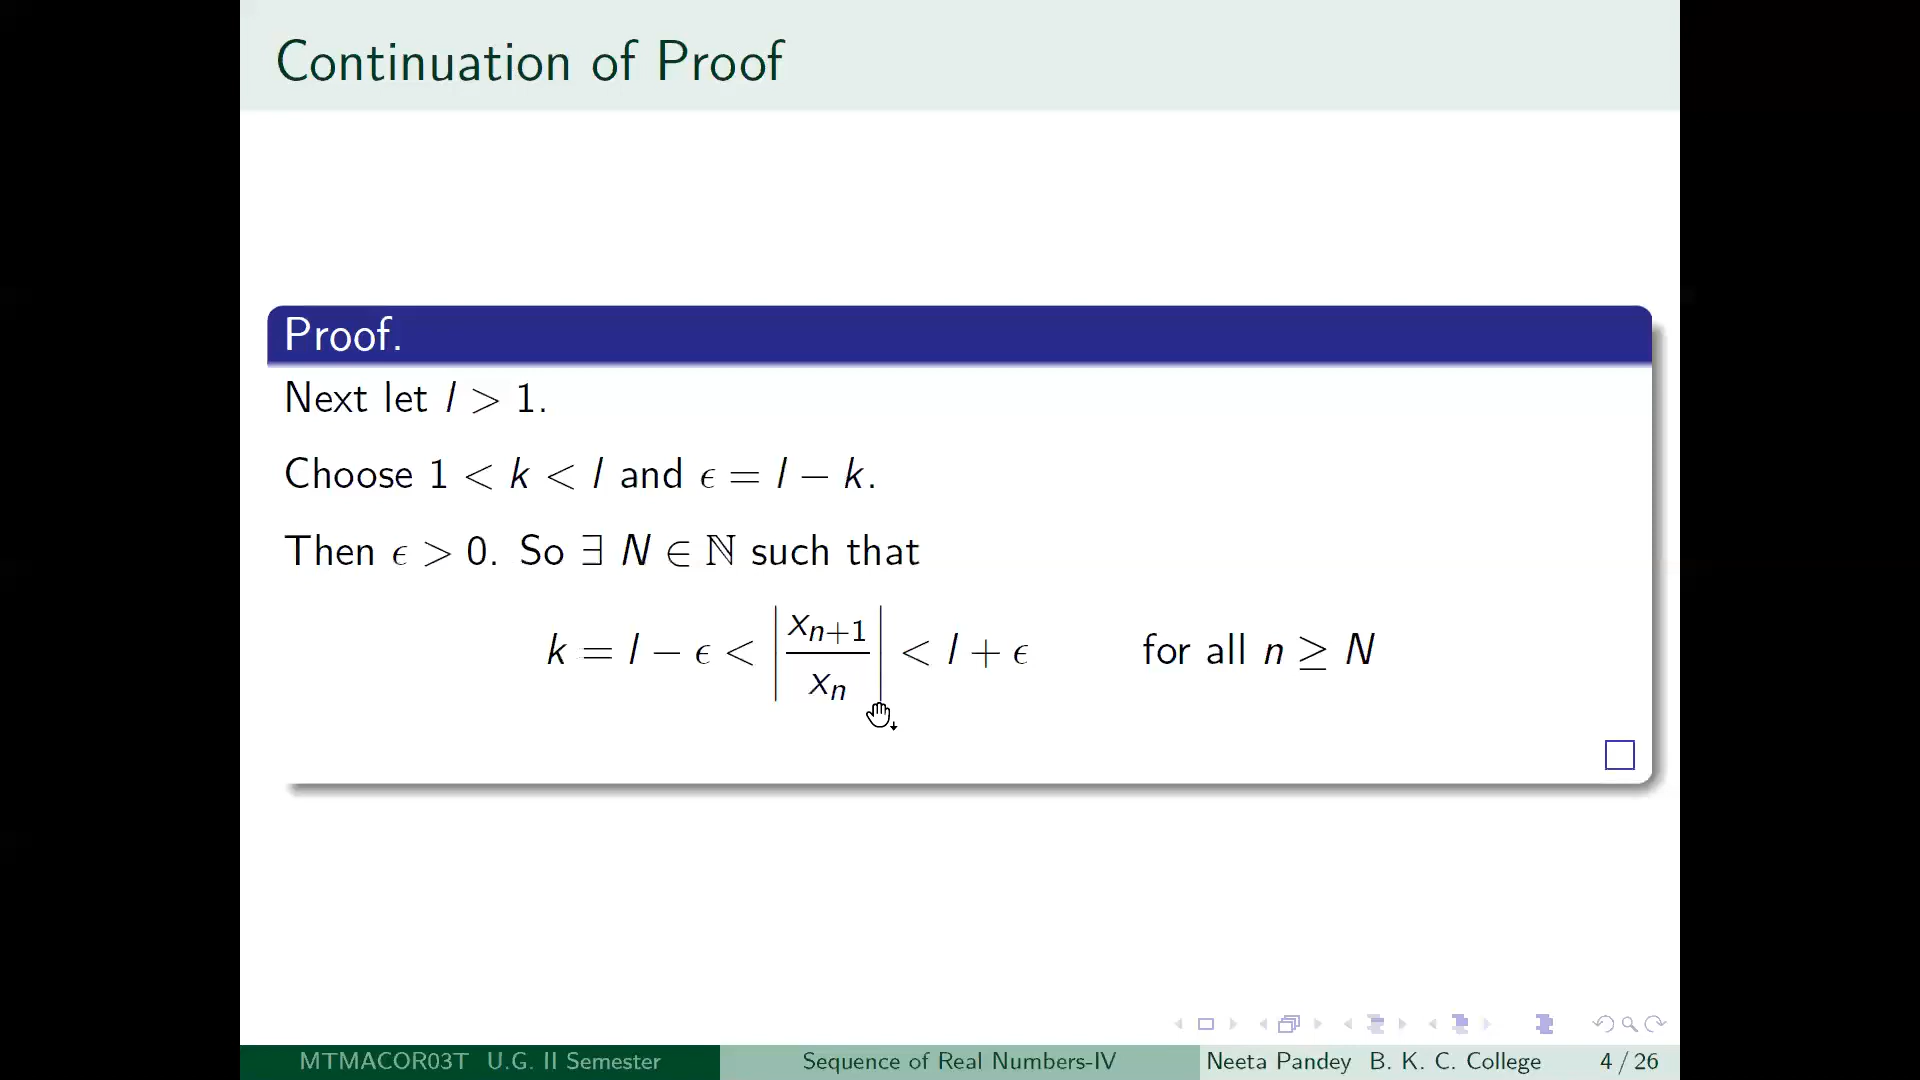 Continuation of Proof
Proof.
Next let l > 1.
Choose 1 < k < l and ϵ = l − k.
Then ϵ > 0. So ∃ N ∈ ℕ such that
k = l − ϵ < |x_{n+1}/x_n| < l + ϵ for all n ≥ N
□
MTMACOR03T U.G. II Semester Sequence of Real Numbers-IV Neeta Pandey B. K. C. College 4 / 26